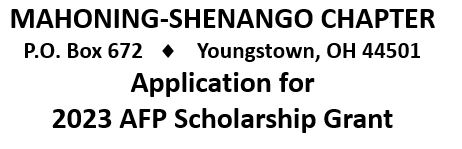 MAHONING-SHENANGO CHAPTER
P.O. Box 672 ♦ Youngstown, OH 44501
Application for
2023 AFP Scholarship Grant